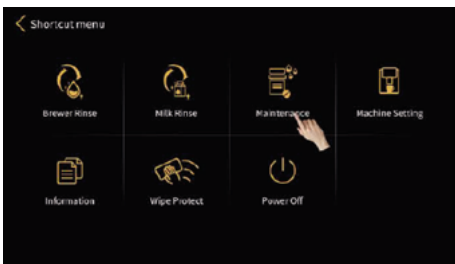 Shortcut menu
Brewer Rinse
Milk Rinse
Maintenance
Machine Setting
Information
Wipe Protect
Power Off